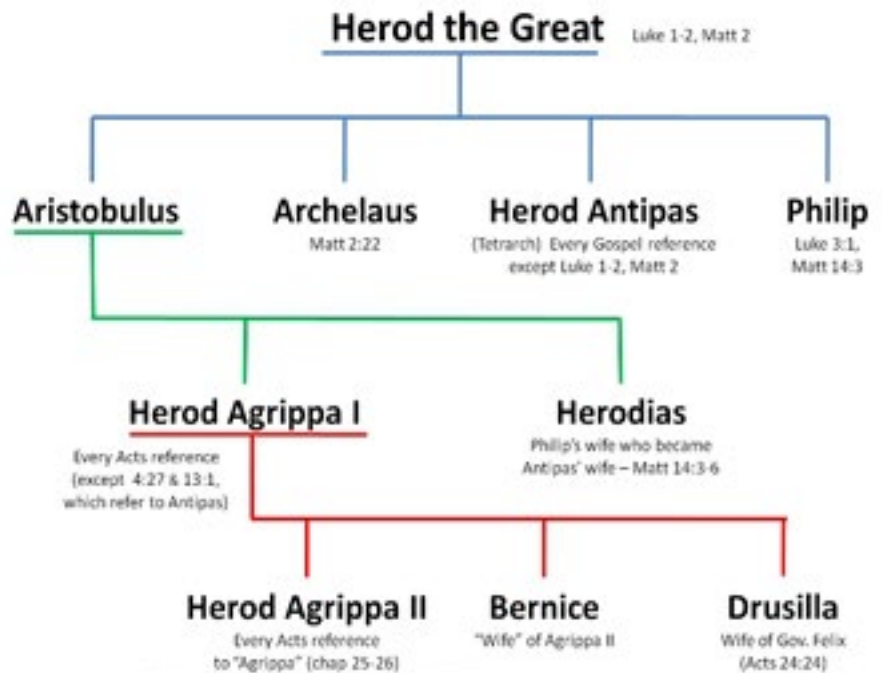 Herod the Great
Luke 1-2, Matt 2
Aristobulus
Archelaus
Matt 2:22
Herod Antipas
(Tetrarch) Every Gospel reference
except Luke 1-2, Matt 2
Philip
Luke 3:1,
Matt 14:3
Herod Agrippa I
Every Acts reference
(except 4:27 & 13:1,
which refer to Antipas)
Herodias
Philip's wife who became
Antipas' wife – Matt 14:3-6
Herod Agrippa II
Every Acts reference
to "Agrippa" (chap 25-26)
Bernice
"Wife" of Agrippa II
Drusilla
Wife of Gov. Felix
(Acts 24:24)